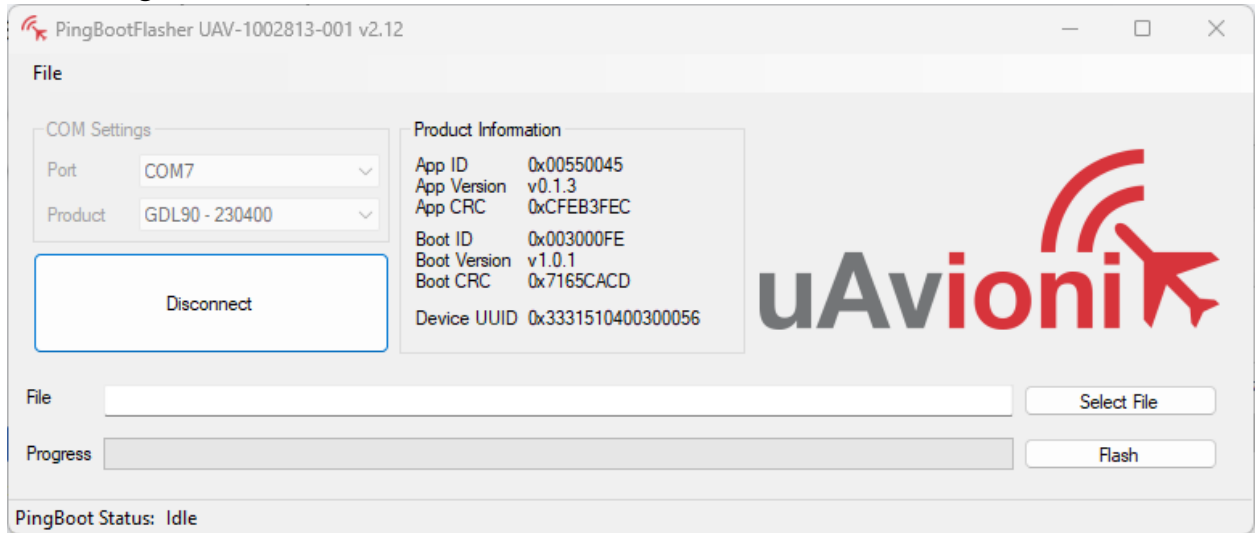 PingBootFlasher UAV-1002813-001 v2.12
File
COM Settings
Port COM7
Product GDL90 - 230400
Disconnect
Product Information
App ID 0x00550045
App Version v0.1.3
App CRC 0xCFEB3FEC
Boot ID 0x003000FE
Boot Version v1.0.1
Boot CRC 0x7165CACD
Device UUID 0x3331510400300056
uAvioni
File
Select File
Progress
Flash
PingBoot Status: Idle